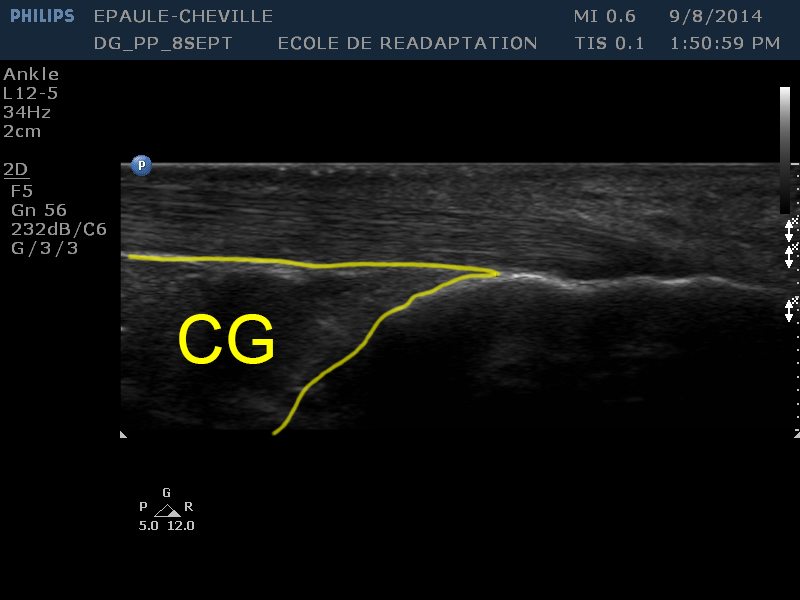 PHILIPS EPAULE-CHEVILLE MI 0.6 9/8/2014
DG_PP_8SEPT ECOLE DE READAPTATION TIS 0.1 1:50:59 PM
Ankle
L12-5
34Hz
2cm
2D
F5
Gn 56
232dB/C6
G/3/3
P
CG
G
P R
5.0 12.0